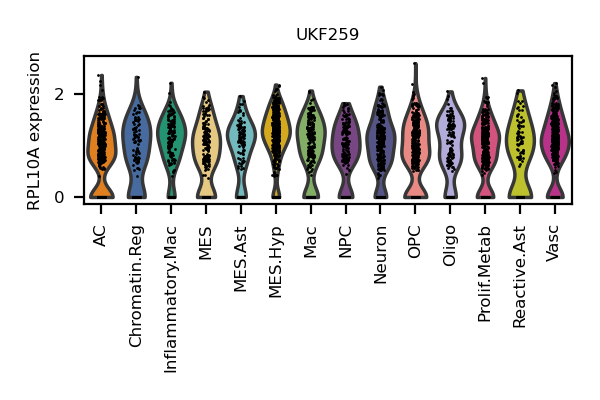 UKF259
RPL10A expression
2
0
AC
Chromatin.Reg
Inflammatory.Mac
MES
MES.Ast
MES.Hyp
Mac
NPC
Neuron
OPC
Oligo
Prolif.Metab
Reactive.Ast
Vasc